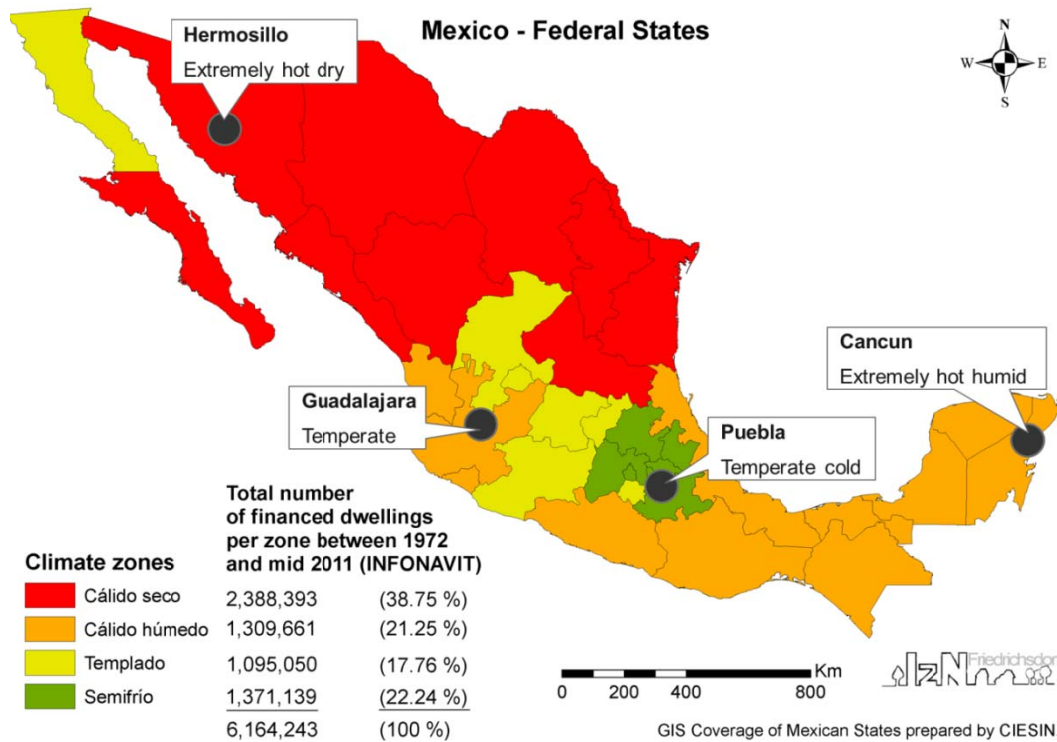 Mexico - Federal States
Hermosillo
Extremely hot dry
N
W E
S
Cancun
Extremely hot humid
Guadalajara
Temperate
Puebla
Temperate cold
Total number
of financed dwellings
per zone between 1972
and mid 2011 (INFONAVIT)
Climate zones
Cálido seco 2,388,393 (38.75 %)
Cálido húmedo 1,309,661 (21.25 %)
Templado 1,095,050 (17.76 %)
Semifrío 1,371,139 (22.24 %)
6,164,243 (100 %)
Km
0 100 200 400 600 800
IzN Friedrichsdorf
GIS Coverage of Mexican States prepared by CIESIN